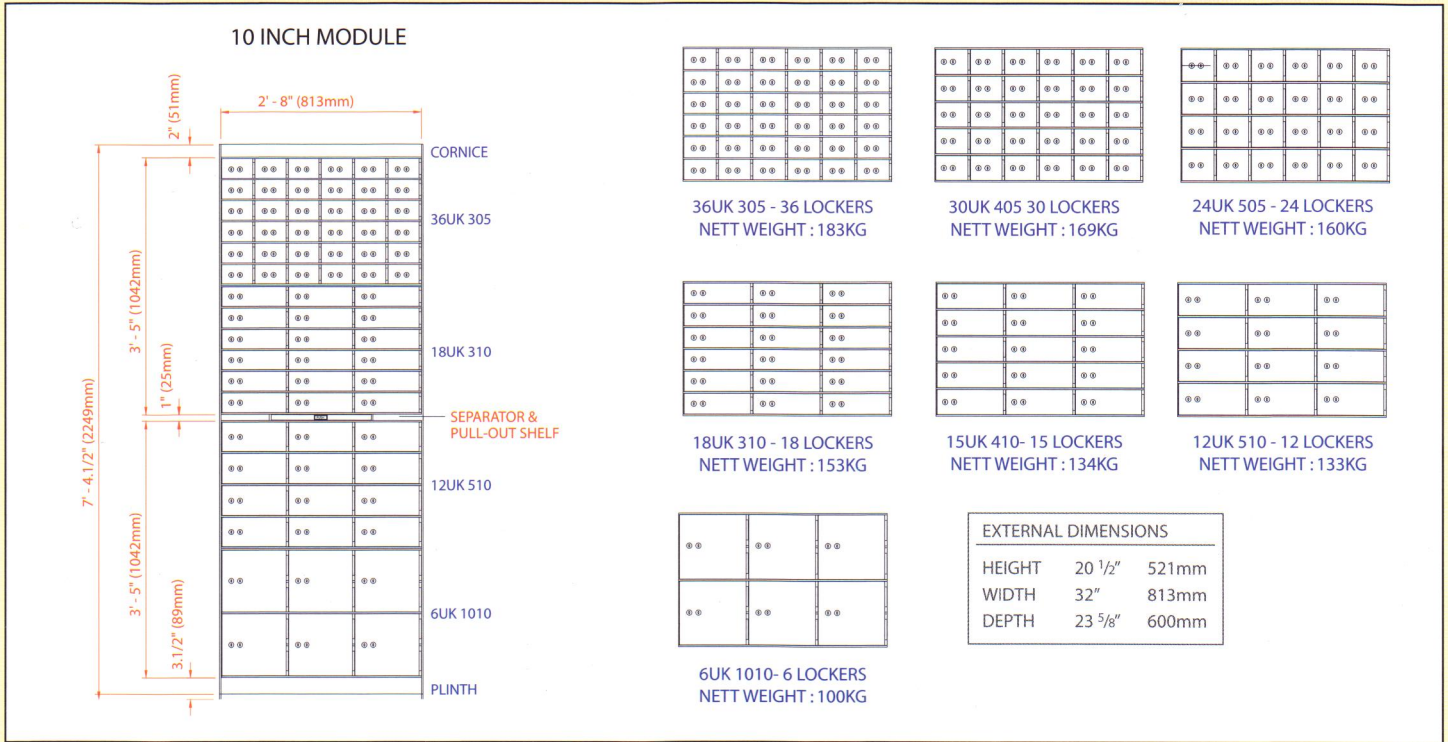 10 INCH MODULE
2' - 8" (813mm)
2" (51mm)
CORNICE
36UK 305
3' - 5" (1042mm)
18UK 310
1" (25mm)
SEPARATOR &
PULL-OUT SHELF
7' - 4.1/2" (2249mm)
12UK 510
3' - 5" (1042mm)
6UK 1010
3.1/2" (89mm)
PLINTH
36UK 305 - 36 LOCKERS
NETT WEIGHT : 183KG
30UK 405 30 LOCKERS
NETT WEIGHT : 169KG
24UK 505 - 24 LOCKERS
NETT WEIGHT : 160KG
18UK 310 - 18 LOCKERS
NETT WEIGHT : 153KG
15UK 410- 15 LOCKERS
NETT WEIGHT : 134KG
12UK 510 - 12 LOCKERS
NETT WEIGHT : 133KG
6UK 1010- 6 LOCKERS
NETT WEIGHT : 100KG
EXTERNAL DIMENSIONS
HEIGHT 20 1/2" 521mm
WIDTH 32" 813mm
DEPTH 23 5/8" 600mm